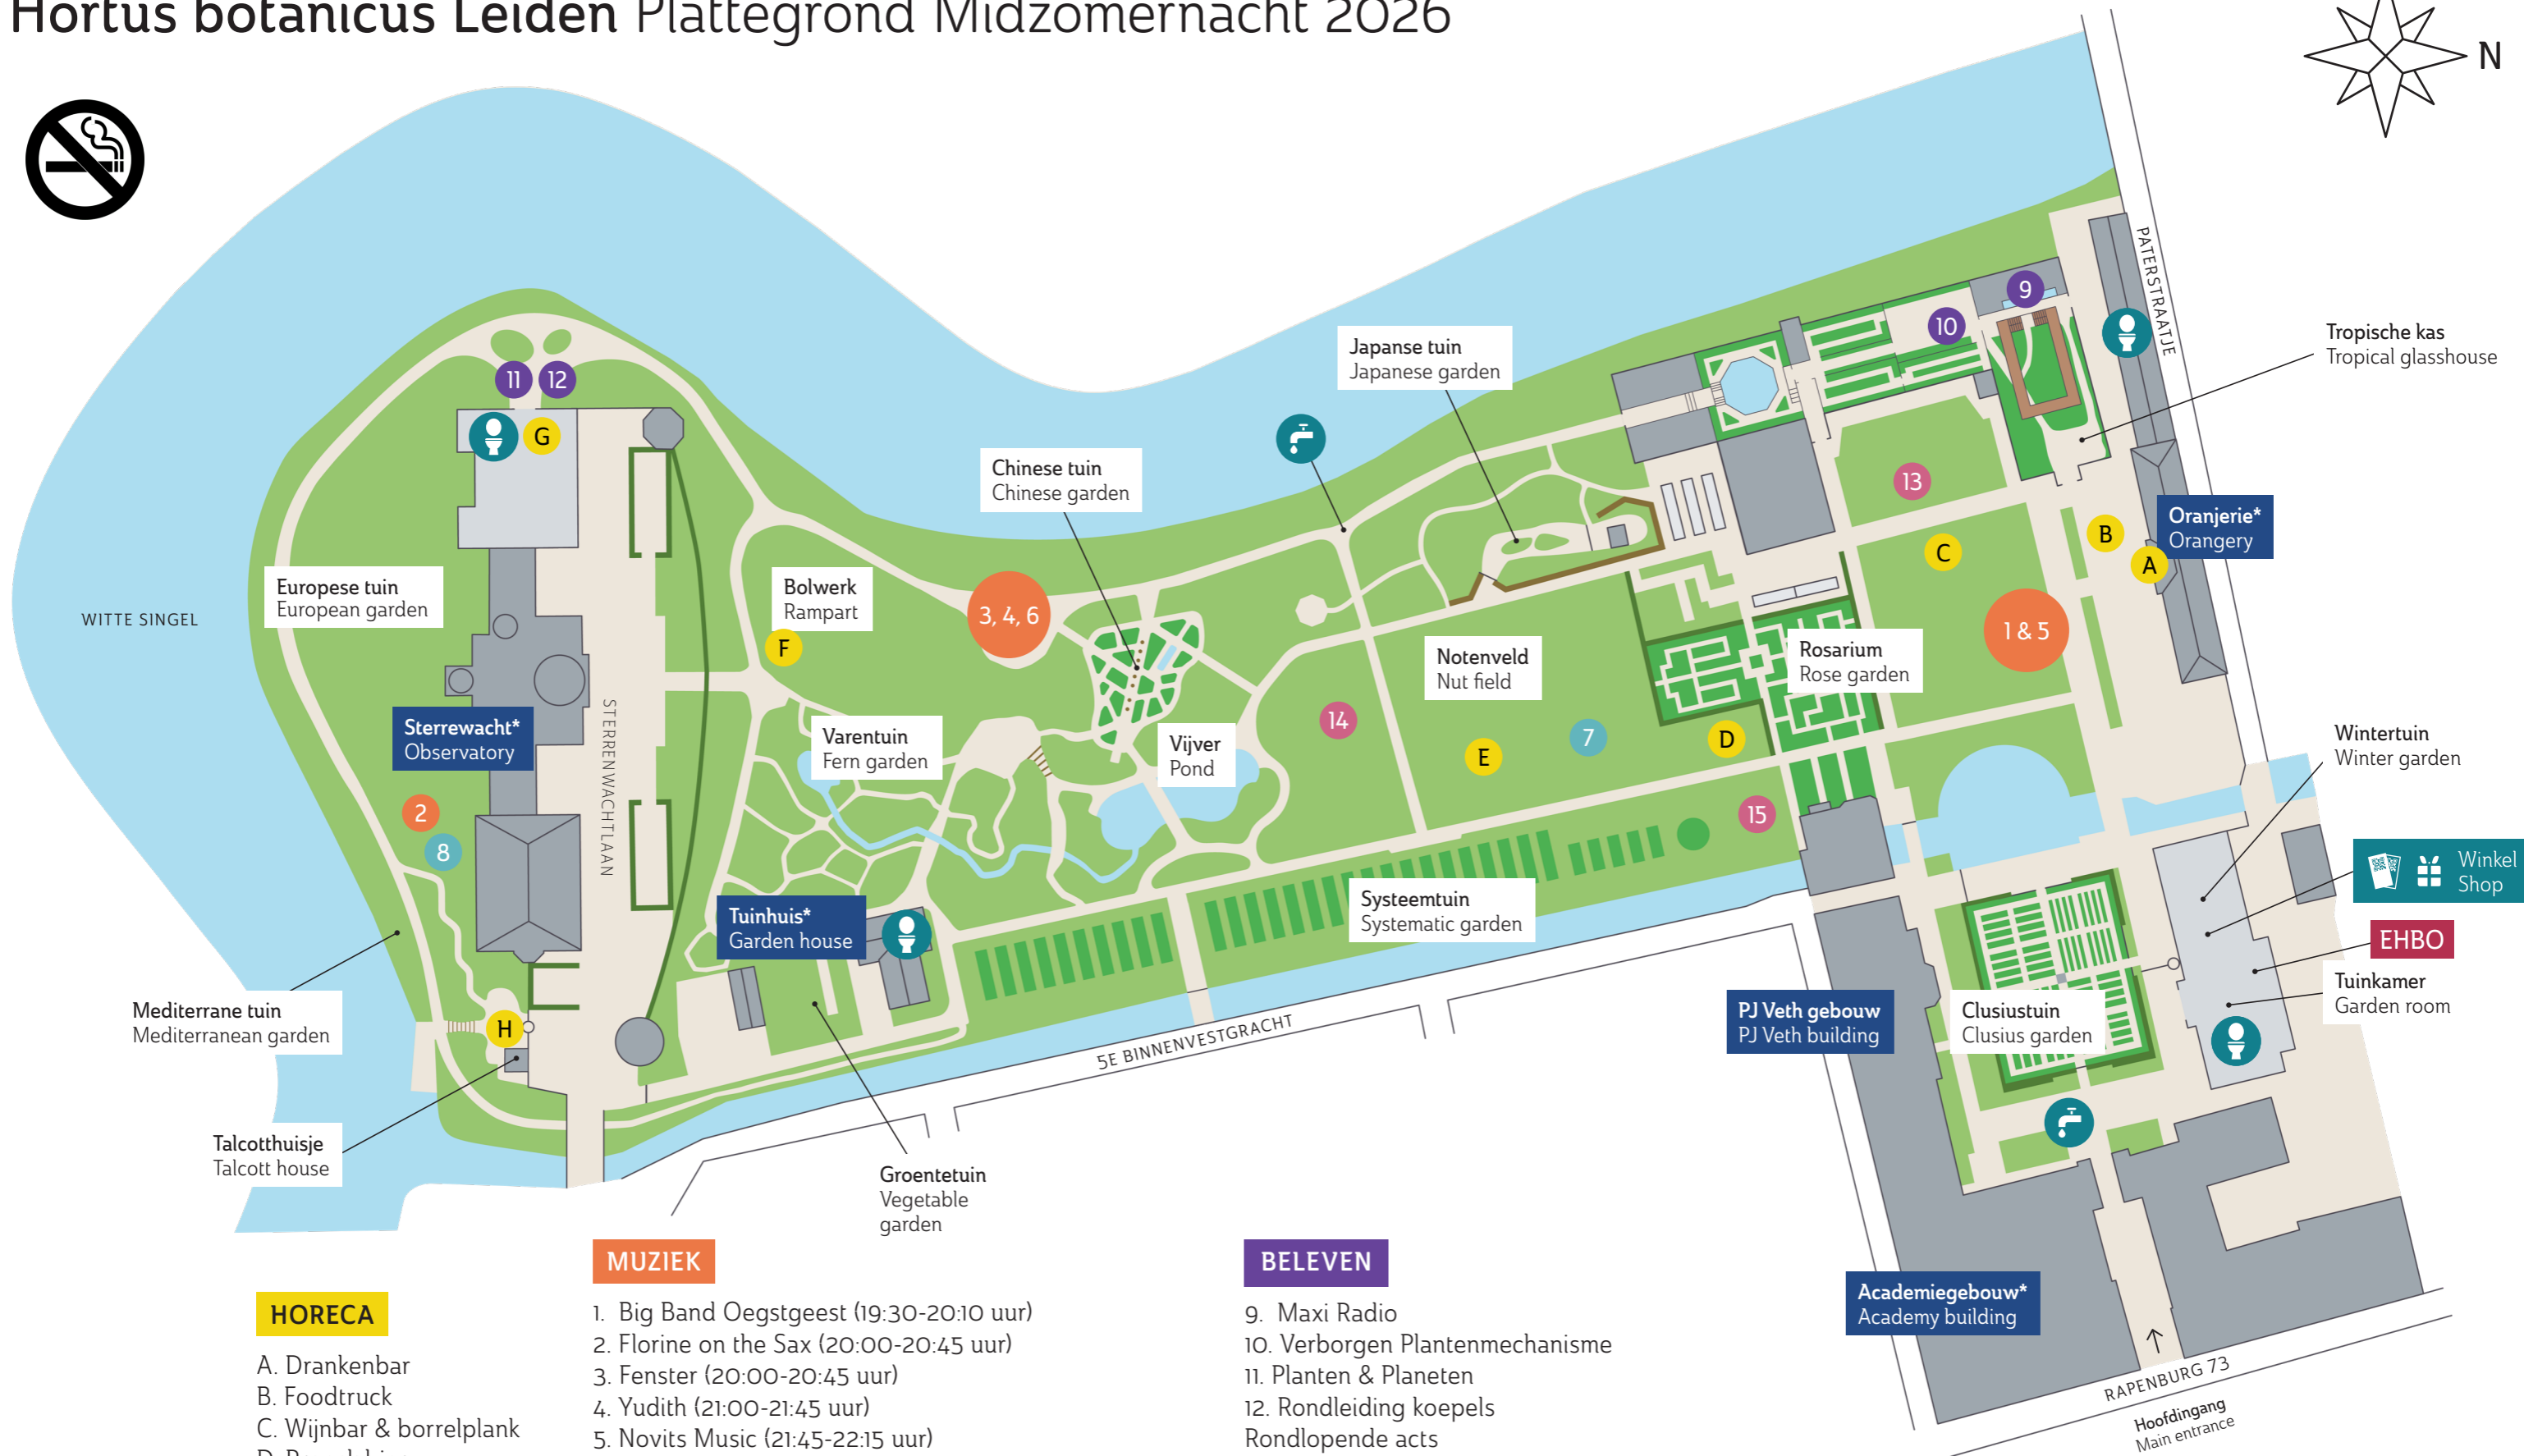 Hortus botanicus Leiden Plattegrond Midzomernacht 2026
N
PATERSTRAATJE
9
10
Tropische kas
Tropical glasshouse
Japanse tuin
Japanese garden
11
12
G
Chinese tuin
Chinese garden
13
B
Oranjerie*
Orangery
C
A
Europese tuin
European garden
Bolwerk
Rampart
3, 4, 6
WITTE SINGEL
F
1 & 5
Notenveld
Nut field
Rosarium
Rose garden
Sterrewacht*
Observatory
STERRENWACHTLAAN
Varentuin
Fern garden
Vijver
Pond
14
E
7
D
Wintertuin
Winter garden
2
8
15
Winkel
Shop
Tuinhuis*
Garden house
Systeemtuin
Systematic garden
EHBO
Tuinkamer
Garden room
Mediterrane tuin
Mediterranean garden
H
5E BINNENVESTGRACHT
PJ Veth gebouw
PJ Veth building
Clusiustuin
Clusius garden
Talcotthuisje
Talcott house
Groentetuin
Vegetable
garden
Academiegebouw*
Academy building
RAPENBURG 73
Hoofdingang
Main entrance
HORECA
A. Drankenbar
B. Foodtruck
C. Wijnbar & borrelplank
MUZIEK
1. Big Band Oegstgeest (19:30-20:10 uur)
2. Florine on the Sax (20:00-20:45 uur)
3. Fenster (20:00-20:45 uur)
4. Yudith (21:00-21:45 uur)
5. Novits Music (21:45-22:15 uur)
BELEVEN
9. Maxi Radio
10. Verborgen Plantenmechanisme
11. Planten & Planeten
12. Rondleiding koepels
Rondlopende acts